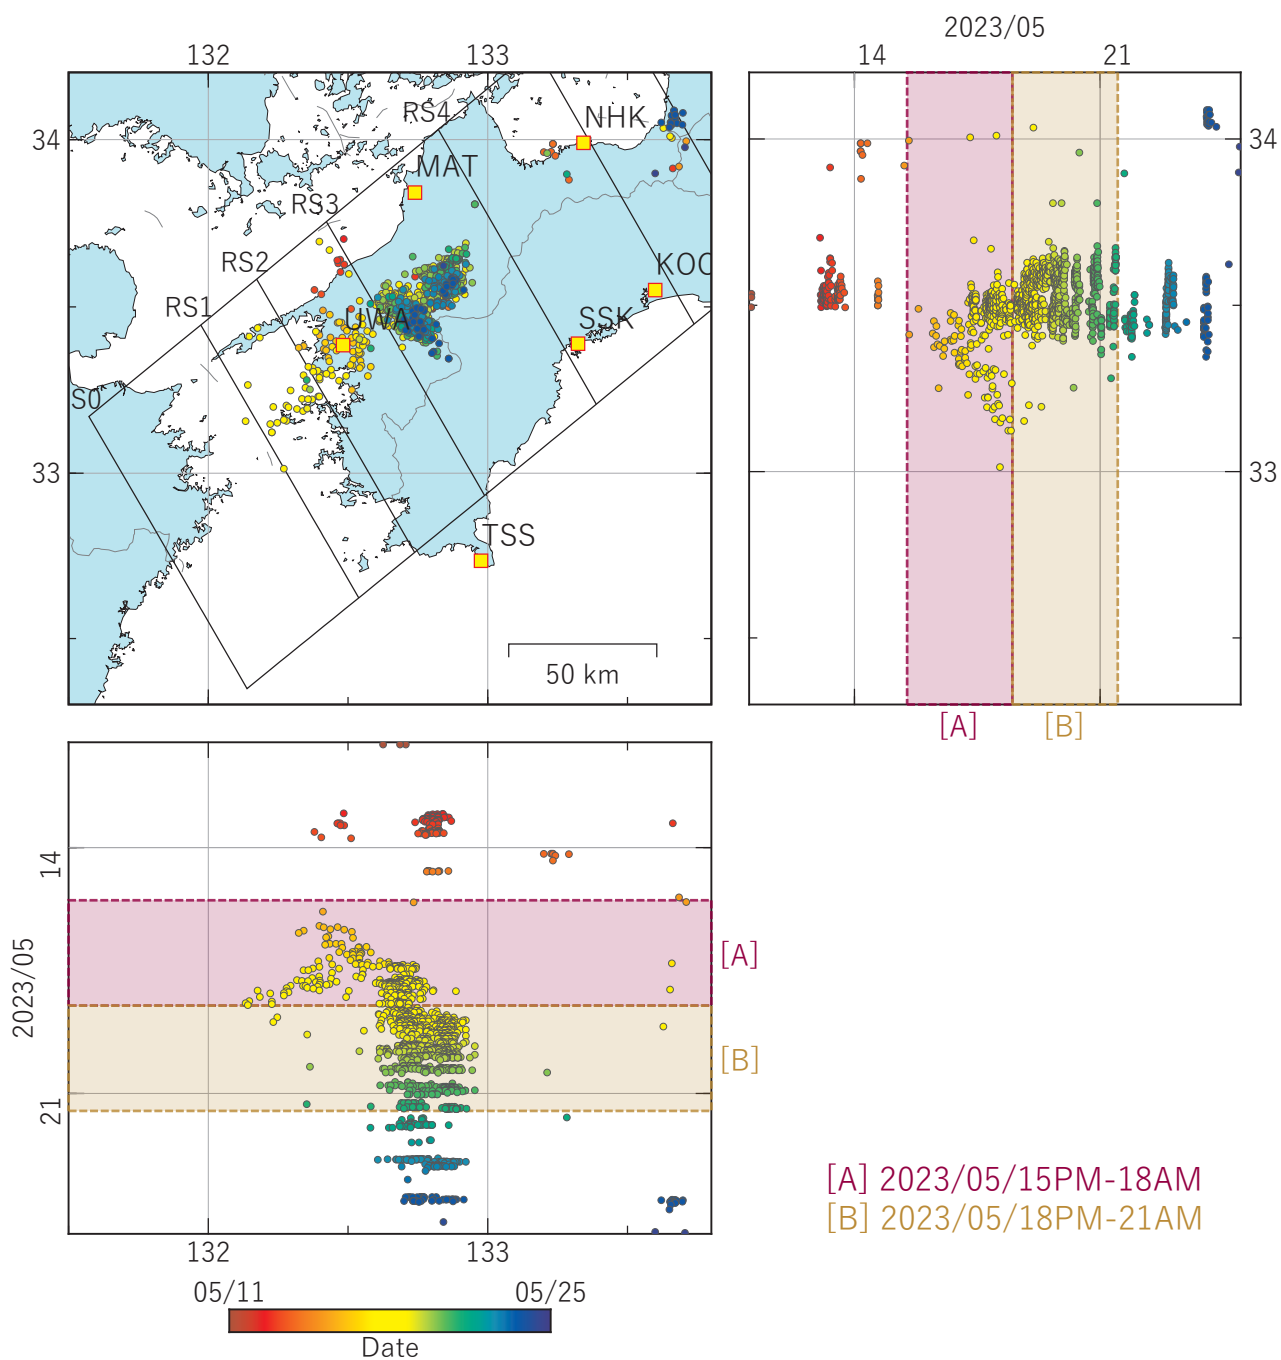 2023/05
132 133 14 21
RS4 NHK
34 MAT 34
RS3
RS2
KOC
RS1 UWA SSK
S0
33 33
TSS
50 km
[A] [B]
14
[A]
2023/05
[B]
21
[A] 2023/05/15PM-18AM
[B] 2023/05/18PM-21AM
132 133
05/11 05/25
Date